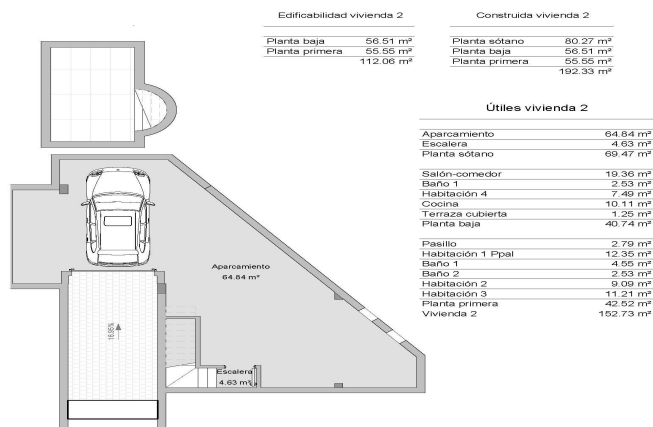 Edificabilidad vivienda 2
Planta baja 56.51 m²
Planta primera 55.55 m²
112.06 m²
Construida vivienda 2
Planta sótano 80.27 m²
Planta baja 56.51 m²
Planta primera 55.55 m²
192.33 m²
Útiles vivienda 2
Aparcamiento 64.84 m²
Escalera 4.63 m²
Planta sótano 69.47 m²
Salón-comedor 19.36 m²
Baño 1 2.53 m²
Habitación 4 7.49 m²
Cocina 10.11 m²
Terraza cubierta 1.25 m²
Planta baja 40.74 m²
Pasillo 2.79 m²
Habitación 1 Ppal 12.35 m²
Baño 1 4.55 m²
Baño 2 2.53 m²
Habitación 2 9.09 m²
Habitación 3 11.21 m²
Planta primera 42.52 m²
Vivienda 2 152.73 m²
Aparcamiento
64.84 m²
Escalera
4.63 m²